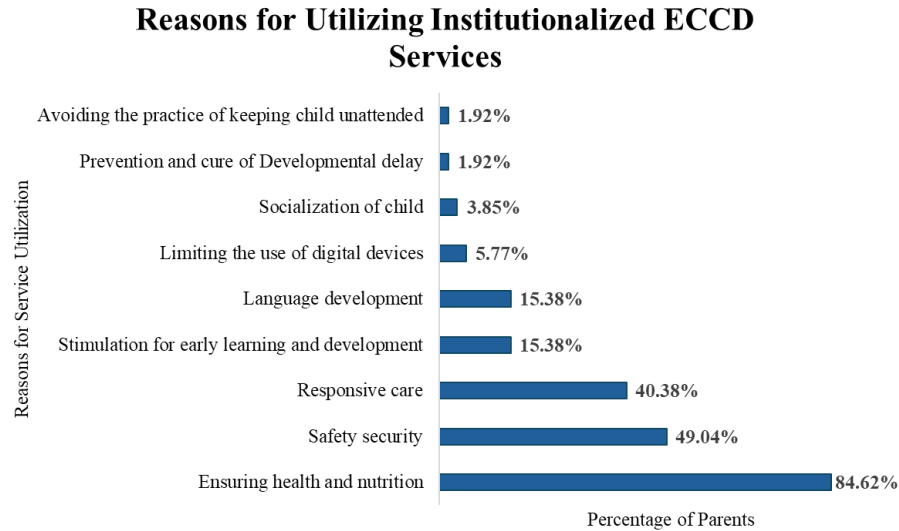 Reasons for Utilizing Institutionalized ECCD
Services
Reasons for Service Utilization
Avoiding the practice of keeping child unattended 1.92%
Prevention and cure of Developmental delay 1.92%
Socialization of child 3.85%
Limiting the use of digital devices 5.77%
Language development 15.38%
Stimulation for early learning and development 15.38%
Responsive care 40.38%
Safety security 49.04%
Ensuring health and nutrition 84.62%
Percentage of Parents